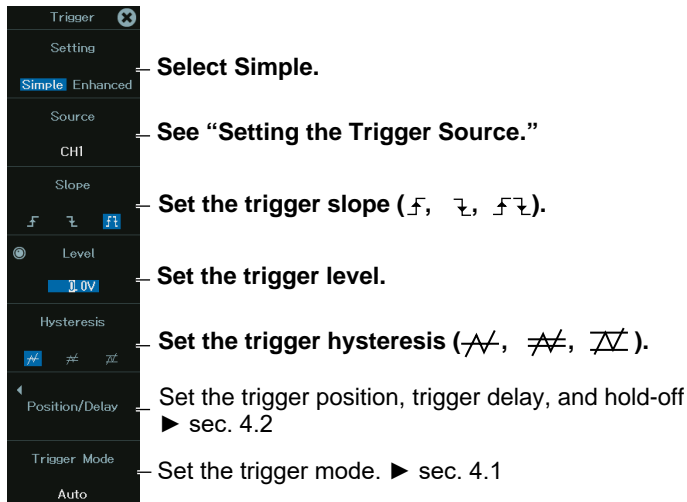 Trigger
Setting
Simple Enhanced
Select Simple.
Source
CH1
See “Setting the Trigger Source.”
Slope
Set the trigger slope (, , ).
Level
0.0V
Set the trigger level.
Hysteresis
Set the trigger hysteresis (, , ).
Position/Delay
Set the trigger position, trigger delay, and hold-off
► sec. 4.2
Trigger Mode
Auto
Set the trigger mode. ► sec. 4.1